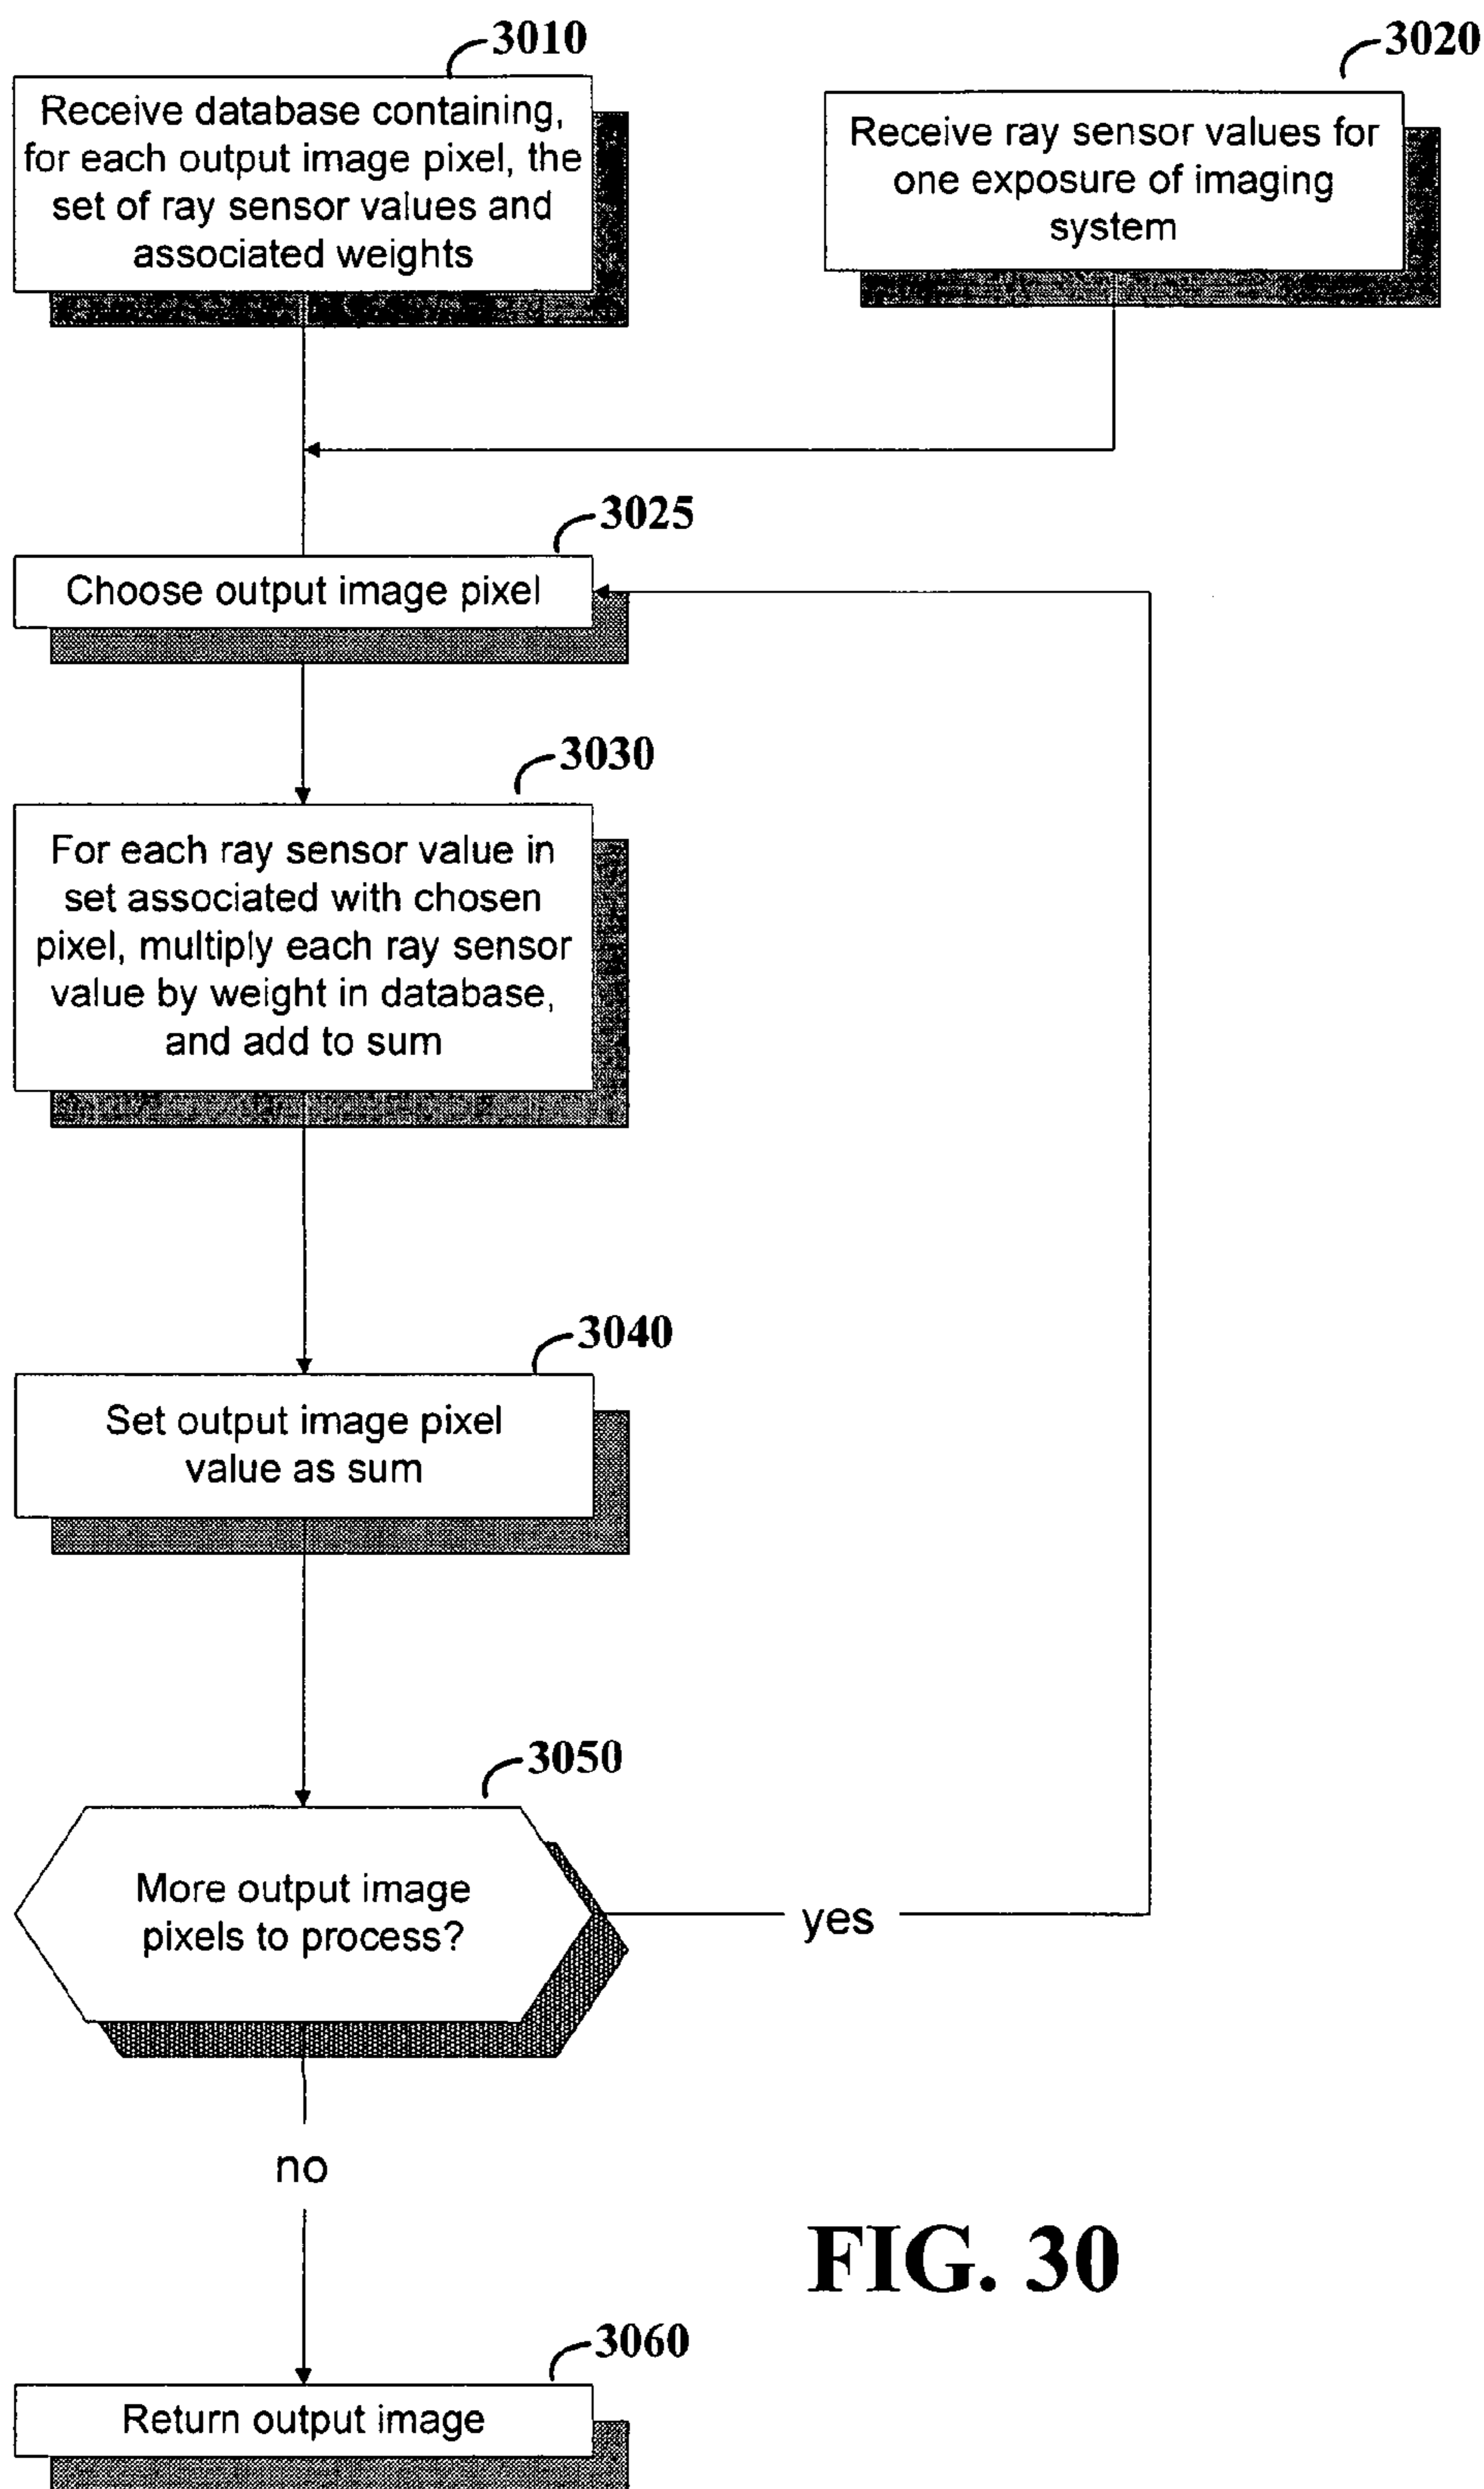 3010
Receive database containing,
for each output image pixel, the
set of ray sensor values and
associated weights
3020
Receive ray sensor values for
one exposure of imaging
system
3025
Choose output image pixel
3030
For each ray sensor value in
set associated with chosen
pixel, multiply each ray sensor
value by weight in database,
and add to sum
3040
Set output image pixel
value as sum
3050
More output image
pixels to process?
yes
no
FIG. 30
3060
Return output image